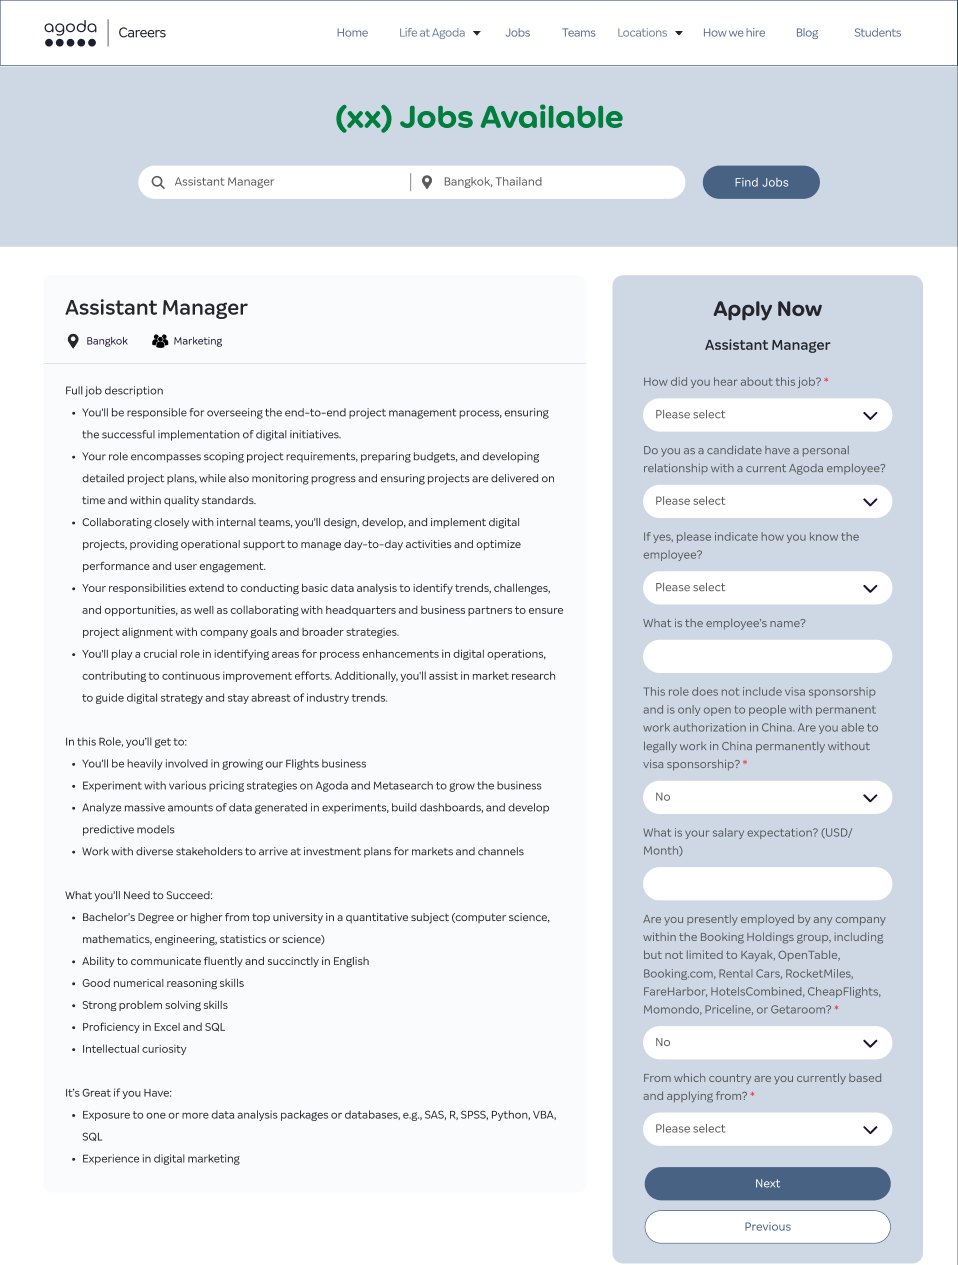 agoda
Careers
Home
Life at Agoda
Jobs
Teams
Locations
How we hire
Blog
Students
(xx) Jobs Available
Assistant Manager
Bangkok, Thailand
Find Jobs
Assistant Manager
Bangkok
Marketing
Full job description
• You'll be responsible for overseeing the end-to-end project management process, ensuring
the successful implementation of digital initiatives.
• Your role encompasses scoping project requirements, preparing budgets, and developing
detailed project plans, while also monitoring progress and ensuring projects are delivered on
time and within quality standards.
• Collaborating closely with internal teams, you'll design, develop, and implement digital
projects, providing operational support to manage day-to-day activities and optimize
performance and user engagement.
• Your responsibilities extend to conducting basic data analysis to identify trends, challenges,
and opportunities, as well as collaborating with headquarters and business partners to ensure
project alignment with company goals and broader strategies.
• You'll play a crucial role in identifying areas for process enhancements in digital operations,
contributing to continuous improvement efforts. Additionally, you'll assist in market research
to guide digital strategy and stay abreast of industry trends.
In this Role, you'll get to:
• You'll be heavily involved in growing our Flights business
• Experiment with various pricing strategies on Agoda and Metasearch to grow the business
• Analyze massive amounts of data generated in experiments, build dashboards, and develop
predictive models
• Work with diverse stakeholders to arrive at investment plans for markets and channels
What you'll Need to Succeed:
• Bachelor's Degree or higher from top university in a quantitative subject (computer science,
mathematics, engineering, statistics or science)
• Ability to communicate fluently and succinctly in English
• Good numerical reasoning skills
• Strong problem solving skills
• Proficiency in Excel and SQL
• Intellectual curiosity
It's Great if you Have:
• Exposure to one or more data analysis packages or databases, e.g., SAS, R, SPSS, Python, VBA,
SQL
• Experience in digital marketing
Apply Now
Assistant Manager
How did you hear about this job? *
Please select
Do you as a candidate have a personal
relationship with a current Agoda employee?
Please select
If yes, please indicate how you know the
employee?
Please select
What is the employee's name?
This role does not include visa sponsorship
and is only open to people with permanent
work authorization in China. Are you able to
legally work in China permanently without
visa sponsorship? *
No
What is your salary expectation? (USD/
Month)
Are you presently employed by any company
within the Booking Holdings group, including
but not limited to Kayak, OpenTable,
Booking.com, Rental Cars, RocketMiles,
FareHarbor, HotelsCombined, CheapFlights,
Momondo, Priceline, or Getaroom? *
No
From which country are you currently based
and applying from? *
Please select
Next
Previous